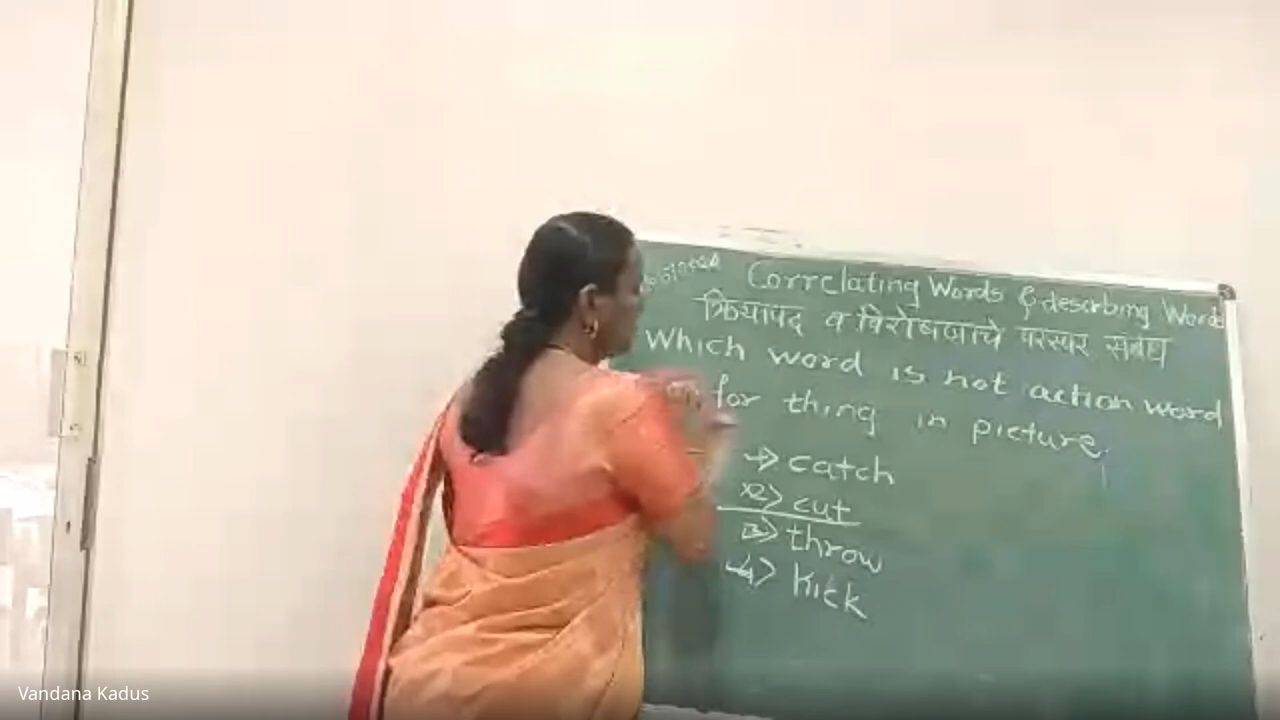 Correlating Words & describing Words
क्रियापद व विशेषणाचे परस्पर संबंध
Which word is not action word
for thing in picture.
1> catch
2> cut
3> throw
4> kick
Vandana Kadus